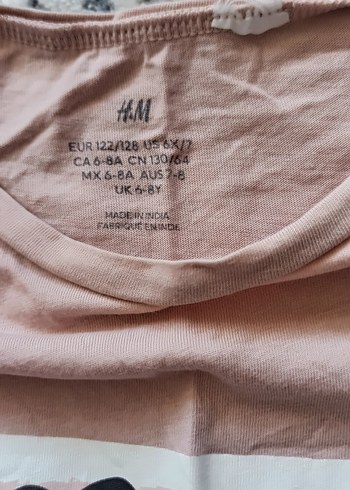 H&M
EUR 122/128 US 6X/7
CA 6-8A CN 130/64
MX 6-8A AUS 7-8
UK 6-8Y
MADE IN INDIA
FABRIQUÉ EN INDE